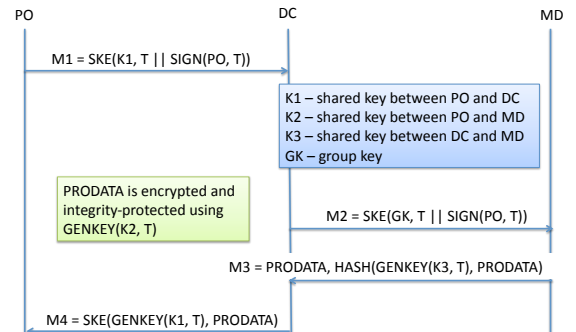 PO
DC
MD
M1 = SKE(K1, T || SIGN(PO, T))
K1 – shared key between PO and DC
K2 – shared key between PO and MD
K3 – shared key between DC and MD
GK – group key
PRODATA is encrypted and
integrity-protected using
GENKEY(K2, T)
M2 = SKE(GK, T || SIGN(PO, T))
M3 = PRODATA, HASH(GENKEY(K3, T), PRODATA)
M4 = SKE(GENKEY(K1, T), PRODATA)